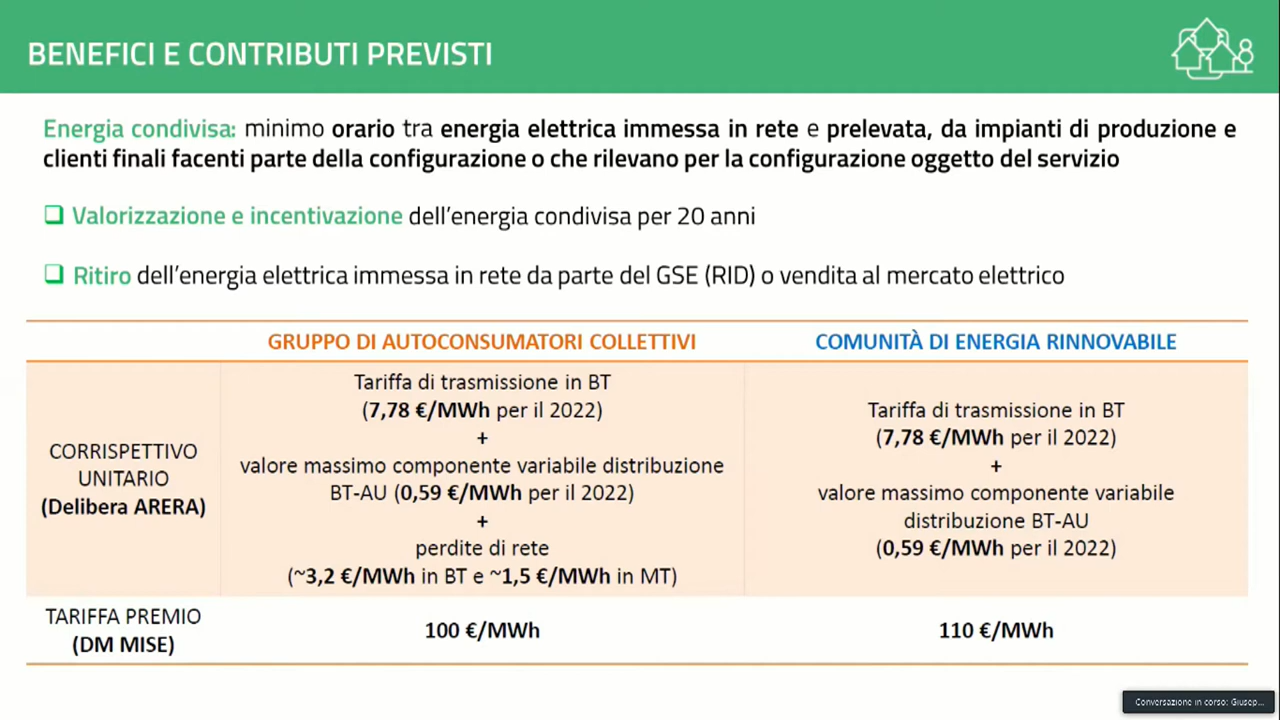 BENEFICI E CONTRIBUTI PREVISTI
Energia condivisa: minimo orario tra energia elettrica immessa in rete e prelevata, da impianti di produzione e
clienti finali facenti parte della configurazione o che rilevano per la configurazione oggetto del servizio
Valorizzazione e incentivazione dell'energia condivisa per 20 anni
Ritiro dell'energia elettrica immessa in rete da parte del GSE (RID) o vendita al mercato elettrico
GRUPPO DI AUTOCONSUMATORI COLLETTIVI
COMUNITÀ DI ENERGIA RINNOVABILE
CORRISPETTIVO
UNITARIO
(Delibera ARERA)
Tariffa di trasmissione in BT
(7,78 €/MWh per il 2022)
+
valore massimo componente variabile distribuzione
BT-AU (0,59 €/MWh per il 2022)
+
perdite di rete
(~3,2 €/MWh in BT e ~1,5 €/MWh in MT)
Tariffa di trasmissione in BT
(7,78 €/MWh per il 2022)
+
valore massimo componente variabile
distribuzione BT-AU
(0,59 €/MWh per il 2022)
TARIFFA PREMIO
(DM MISE)
100 €/MWh
110 €/MWh
Conversazione in corso: Giusep...